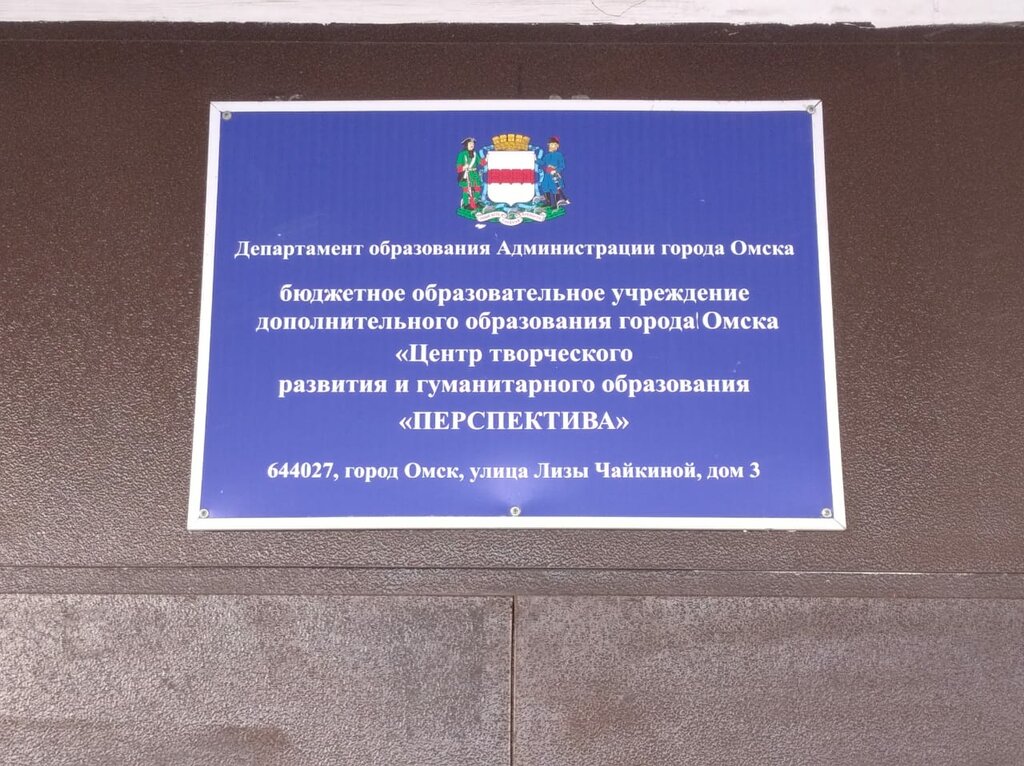 Департамент образования Администрации города Омска
бюджетное образовательное учреждение
дополнительного образования города Омска
«Центр творческого
развития и гуманитарного образования
«ПЕРСПЕКТИВА»
644027, город Омск, улица Лизы Чайкиной, дом 3